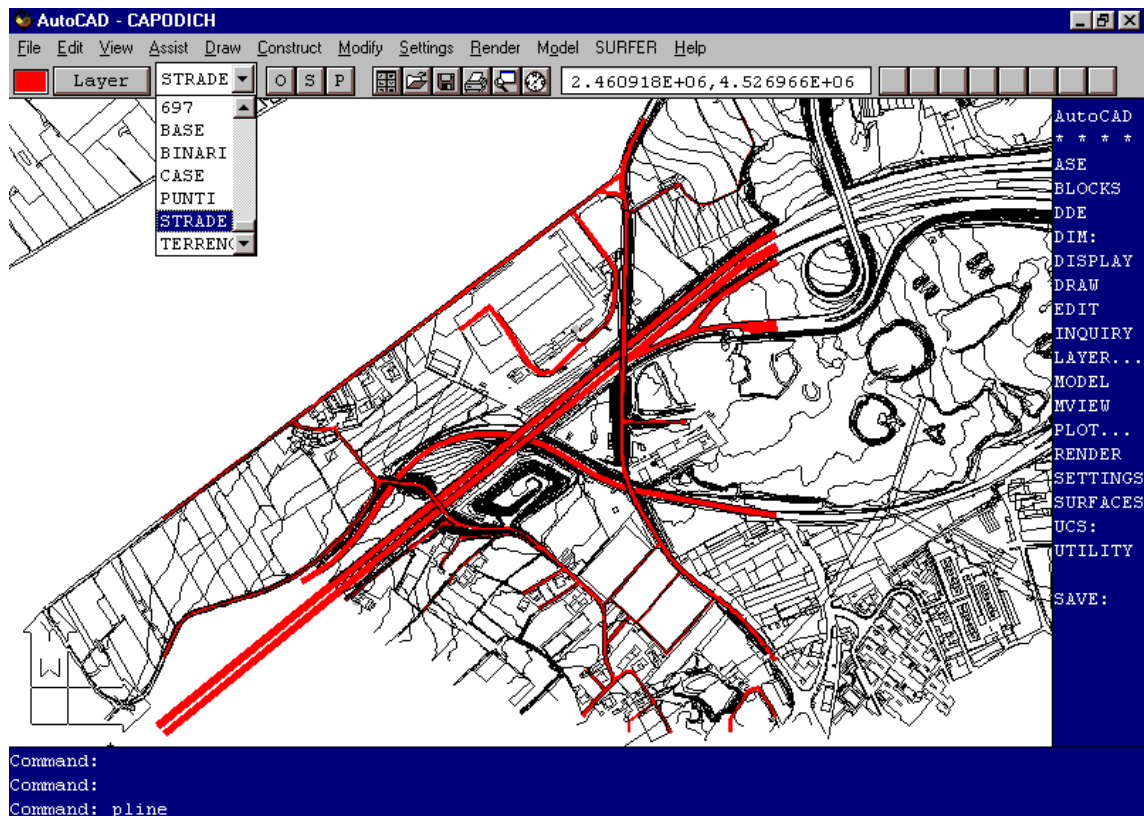 AutoCAD - CAPODICH
File Edit View Assist Draw Construct Modify Settings Render Model SURFER Help
Layer STRADE O S P 2.460918E+06,4.526966E+06
697
BASE
BINARI
CASE
PUNTI
STRADE
TERREN
AutoCAD
* * * *
ASE
BLOCKS
DDE
DIM:
DISPLAY
DRAW
EDIT
INQUIRY
LAYER...
MODEL
MVIEW
PLOT...
RENDER
SETTINGS
SURFACES
UCS:
UTILITY
SAVE:
W
Command:
Command:
Command: pline